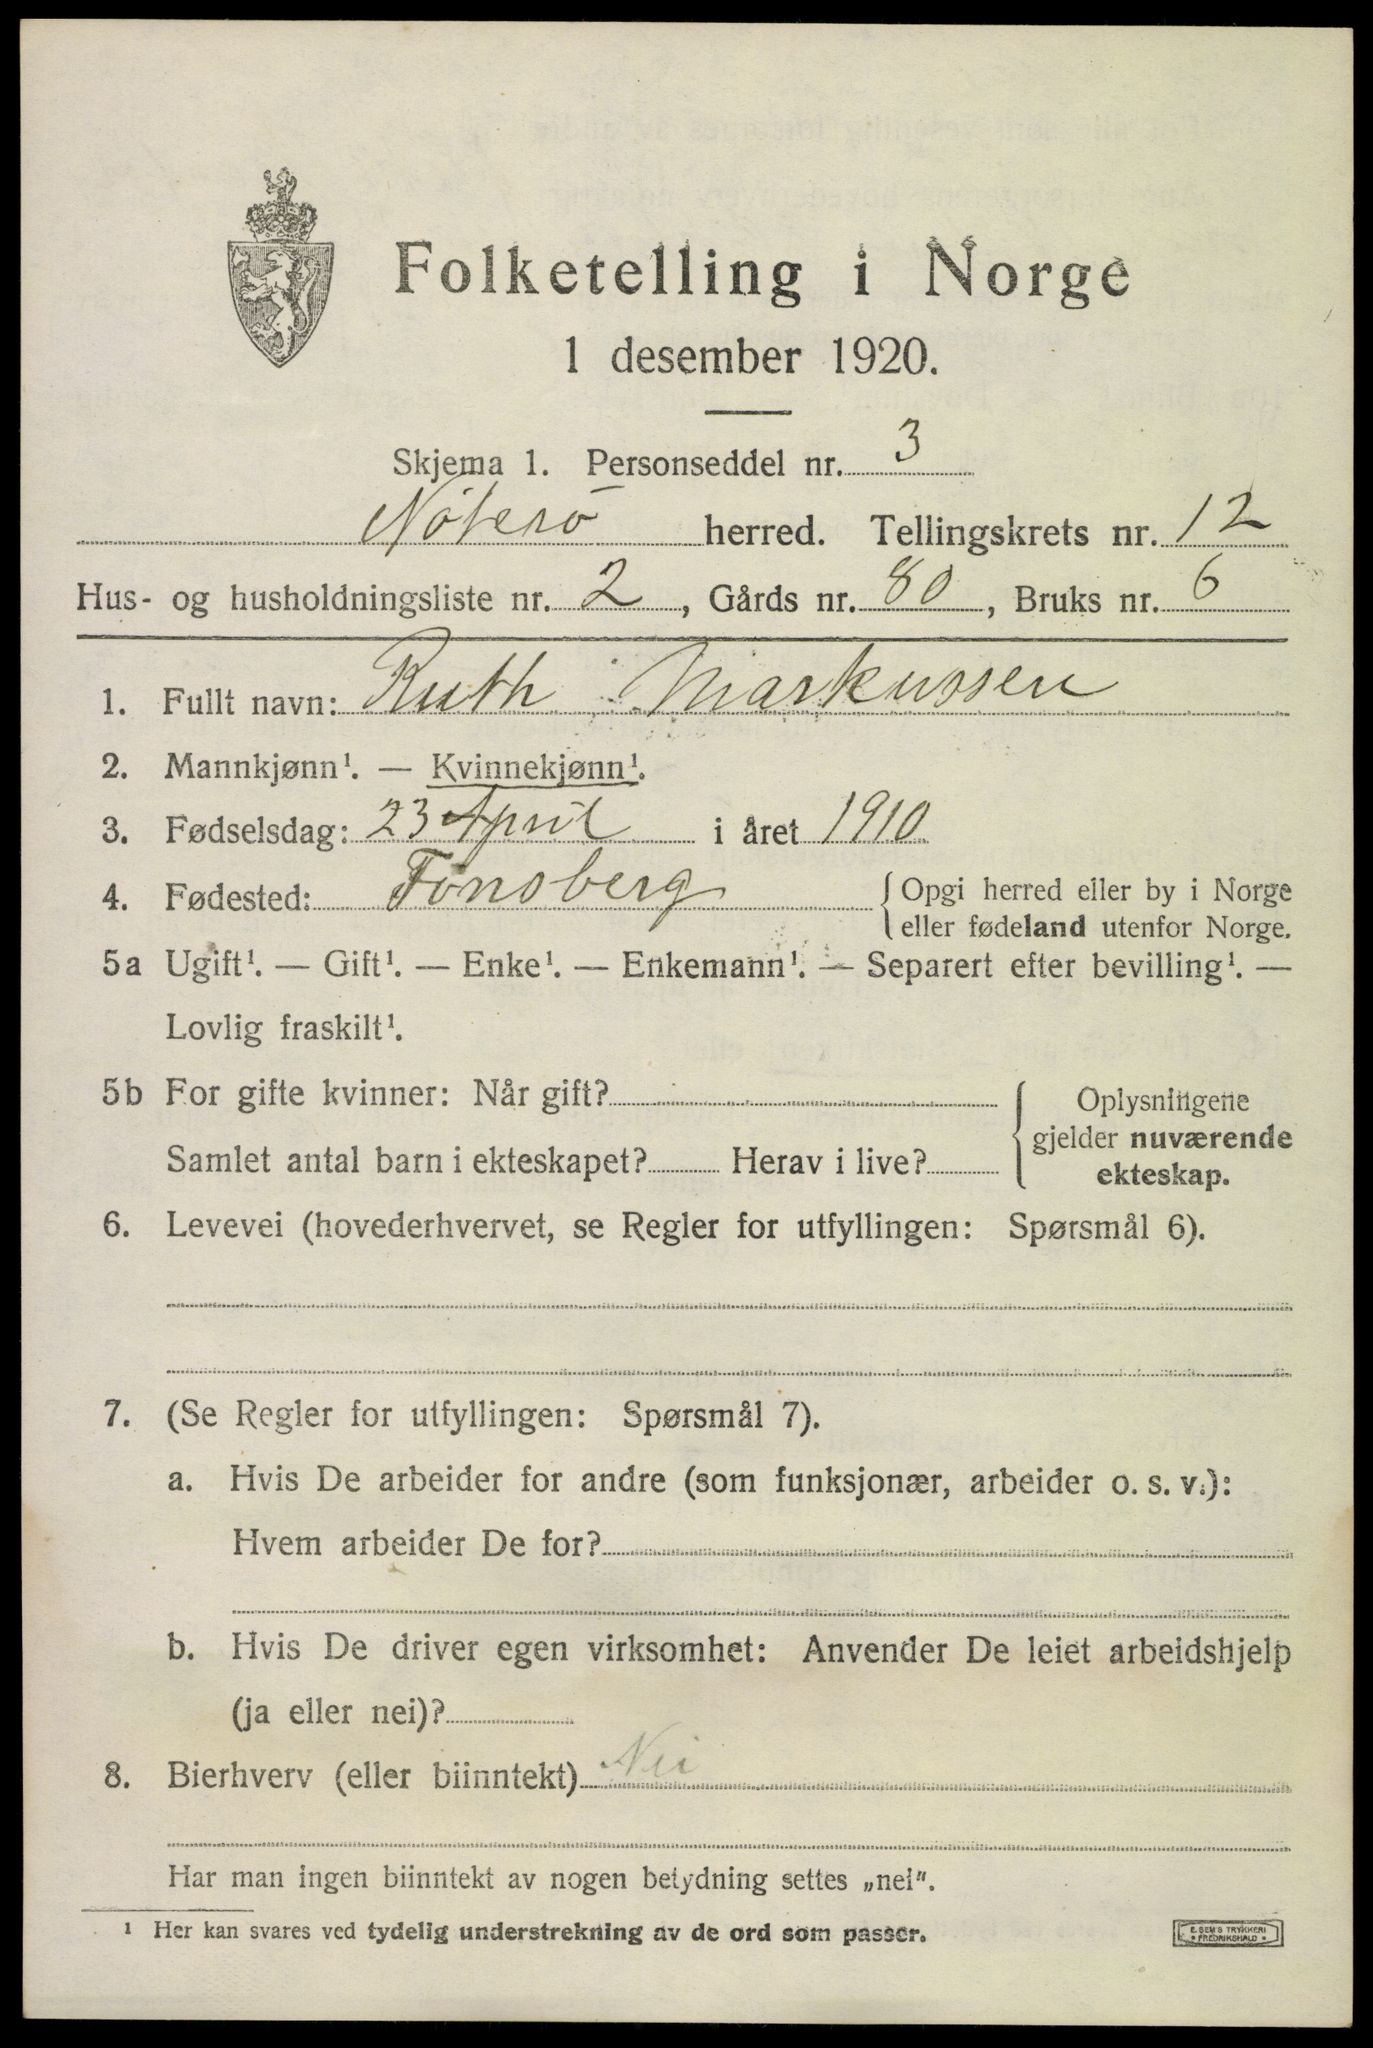 Folketelling i Norge
1 desember 1920.
Skjema 1. Personseddel nr. 3
Nöterö herred. Tellingskrets nr. 12
Hus- og husholdningsliste nr. 2, Gårds nr. 80, Bruks nr. 6
1. Fullt navn: Ruth Markussen
2. Mannkjønn¹. — Kvinnekjønn¹.
3. Fødselsdag: 23 April i året 1910
4. Fødested: Tönsberg { Opgi herred eller by i Norge
eller fødeland utenfor Norge.
5a Ugift¹. — Gift¹. — Enke¹. — Enkemann¹. — Separert efter bevilling¹. —
Lovlig fraskilt¹.
5b For gifte kvinner: Når gift? { Oplysningene
gjelder nuværende
Samlet antal barn i ekteskapet? Herav i live? ekteskap.
6. Levevei (hovederhvervet, se Regler for utfyllingen: Spørsmål 6).
7. (Se Regler for utfyllingen: Spørsmål 7).
a. Hvis De arbeider for andre (som funksjonær, arbeider o. s. v.):
Hvem arbeider De for?
b. Hvis De driver egen virksomhet: Anvender De leiet arbeidshjelp
(ja eller nei)?
8. Bierhverv (eller biinntekt) Nei
Har man ingen biinntekt av nogen betydning settes „nei".
¹ Her kan svares ved tydelig understrekning av de ord som passer.
E. SEM'S TRYKKERI
* FREDRIKSHALD *